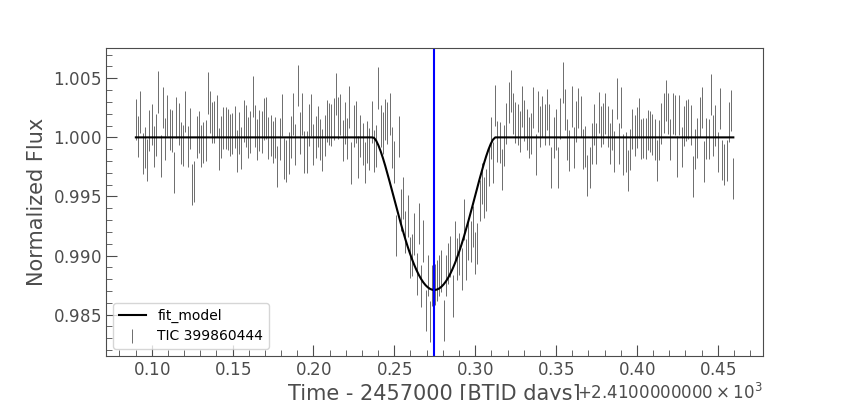 Normalized Flux
1.005
1.000
0.995
0.990
0.985
fit_model
TIC 399860444
0.10 0.15 0.20 0.25 0.30 0.35 0.40 0.45
Time - 2457000 [BTJD days]
+2.4100000000 × 10³